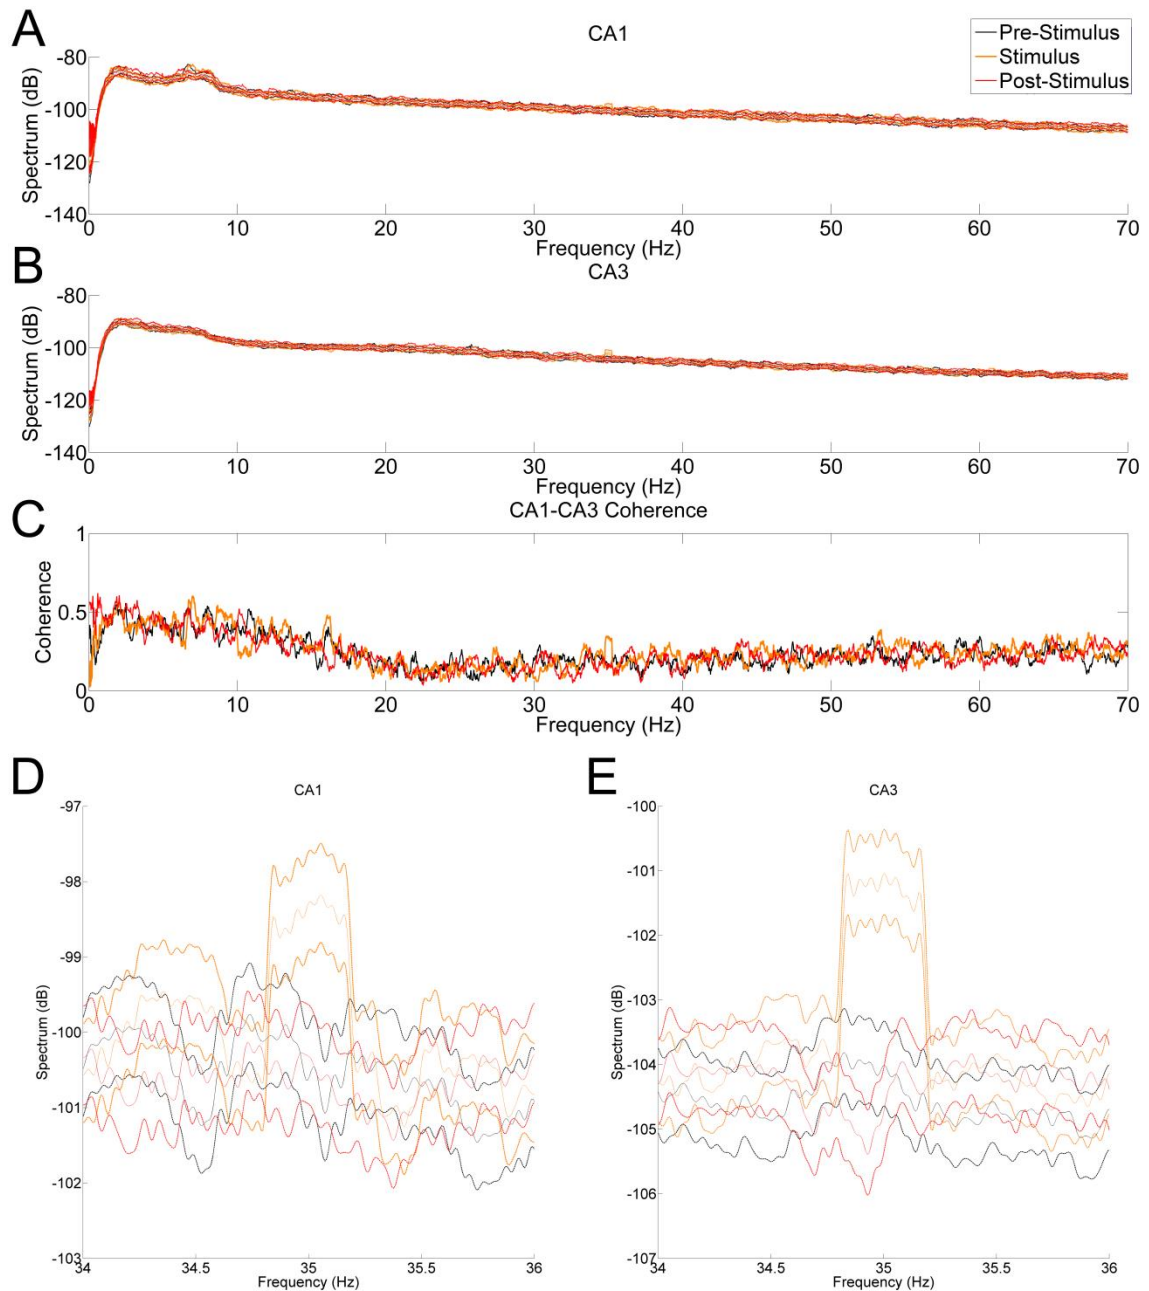 A
CA1
Pre-Stimulus
Stimulus
Post-Stimulus
Spectrum (dB)
-80
-100
-120
-140
0 10 20 30 40 50 60 70
Frequency (Hz)
B
CA3
Spectrum (dB)
-80
-100
-120
-140
0 10 20 30 40 50 60 70
Frequency (Hz)
C
CA1-CA3 Coherence
Coherence
1
0.5
0
0 10 20 30 40 50 60 70
Frequency (Hz)
D
CA1
Spectrum (dB)
-97
-98
-99
-100
-101
-102
-103
34 34.5 35 35.5 36
Frequency (Hz)
E
CA3
Spectrum (dB)
-100
-101
-102
-103
-104
-105
-106
-107
34 34.5 35 35.5 36
Frequency (Hz)